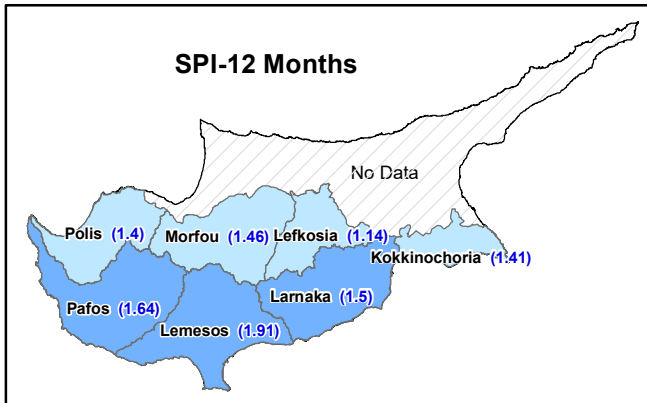 SPI-12 Months
No Data
Polis (1.4)
Morfou (1.46)
Lefkosia (1.14)
Kokkinochoria (1.41)
Pafos (1.64)
Lemesos (1.91)
Larnaka (1.5)